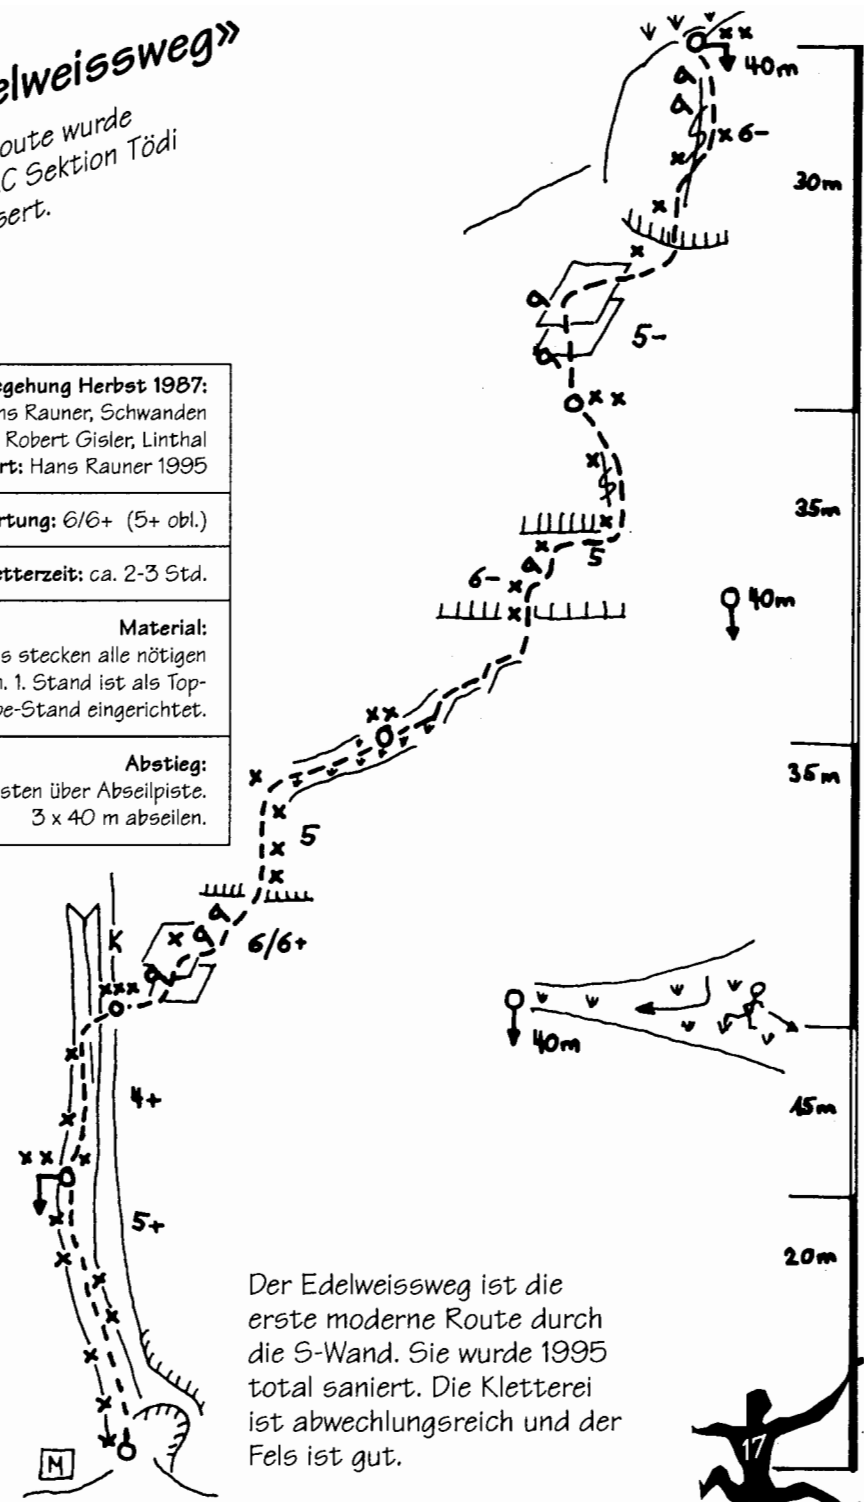 elweissweg»
oute wurde
C Sektion Tödi
sert.
40m
6-
30m
5-
egehung Herbst 1987:
ns Rauner, Schwanden
Robert Gisler, Linthal
rt: Hans Rauner 1995
rtung: 6/6+ (5+ obl.)
etterzeit: ca. 2-3 Std.
Material:
s stecken alle nötigen
n. 1. Stand ist als Top-
pe-Stand eingerichtet.
Abstieg:
sten über Abseilpiste.
3 x 40 m abseilen.
35m
5
6-
40m
35m
5
K
6/6+
40m
4+
15m
5+
20m
Der Edelweissweg ist die
erste moderne Route durch
die S-Wand. Sie wurde 1995
total saniert. Die Kletterei
ist abwechlungsreich und der
Fels ist gut.
M
17